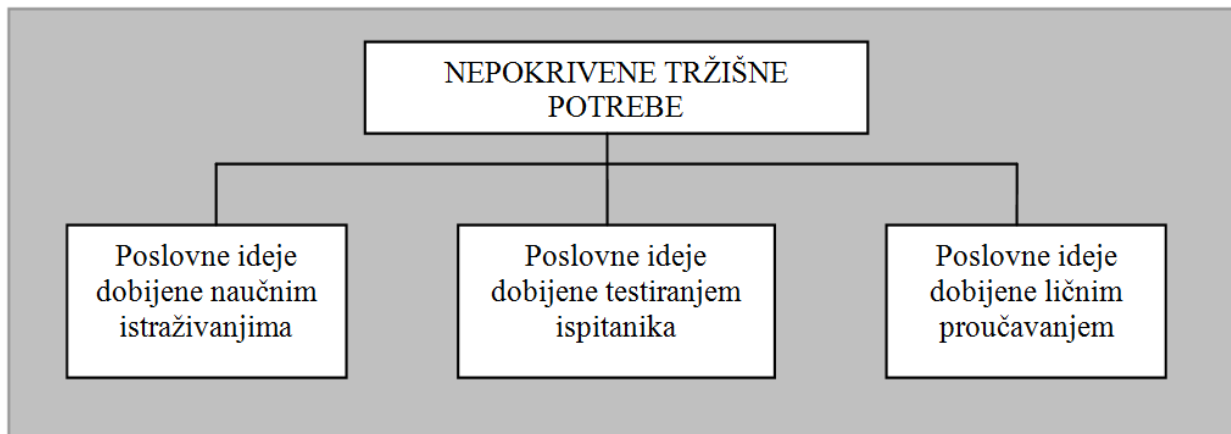 NEPOKRIVENE TRŽIŠNE
POTREBE
Poslovne ideje
dobijene naučnim
istraživanjima
Poslovne ideje
dobijene testiranjem
ispitanika
Poslovne ideje
dobijene ličnim
proučavanjem